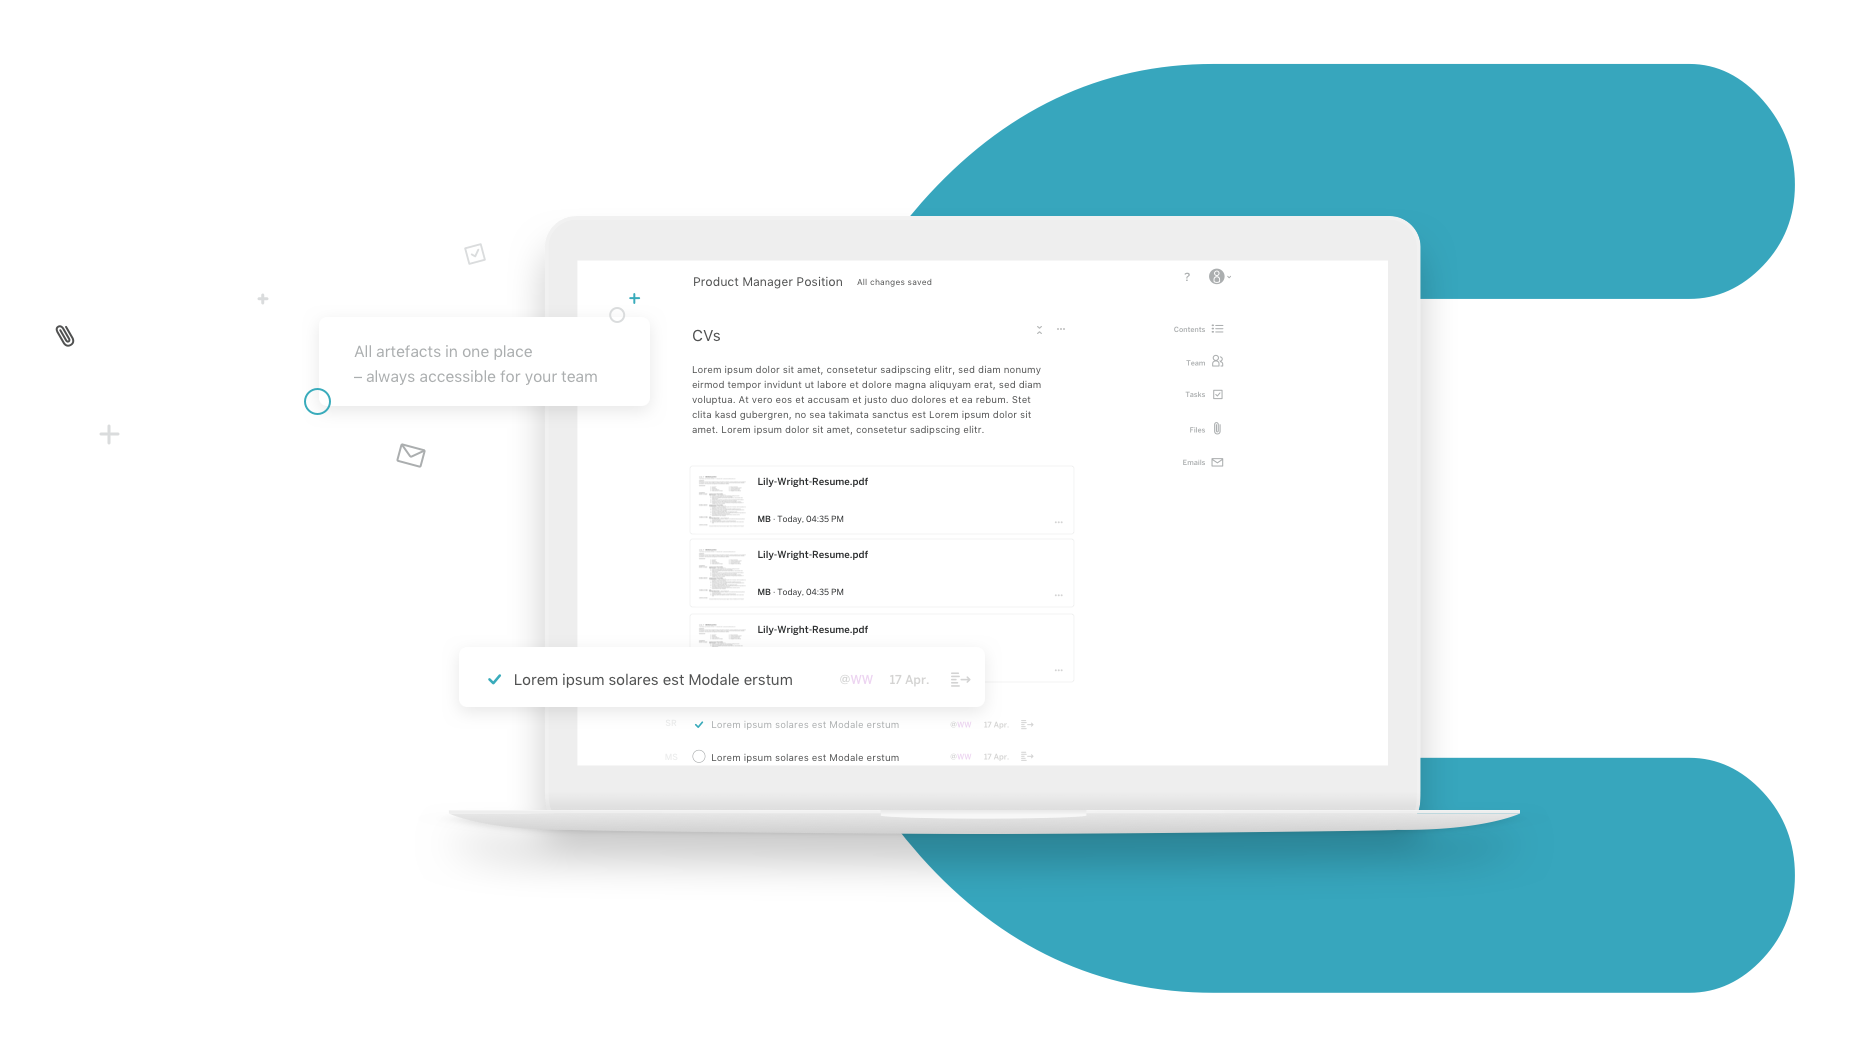 Product Manager Position All changes saved ?
CVs
Lorem ipsum dolor sit amet, consetetur sadipscing elitr, sed diam nonumy
eirmod tempor invidunt ut labore et dolore magna aliquyam erat, sed diam
voluptua. At vero eos et accusam et justo duo dolores et ea rebum. Stet
clita kasd gubergren, no sea takimata sanctus est Lorem ipsum dolor sit
amet. Lorem ipsum dolor sit amet, consetetur sadipscing elitr.
Contents
Team
Tasks
Files
Emails
All artefacts in one place
– always accessible for your team
Lily-Wright-Resume.pdf
MB · Today, 04:35 PM
Lily-Wright-Resume.pdf
MB · Today, 04:35 PM
Lily-Wright-Resume.pdf
Lorem ipsum solares est Modale erstum @WW 17 Apr.
SR Lorem ipsum solares est Modale erstum @WW 17 Apr.
MS Lorem ipsum solares est Modale erstum @WW 17 Apr.